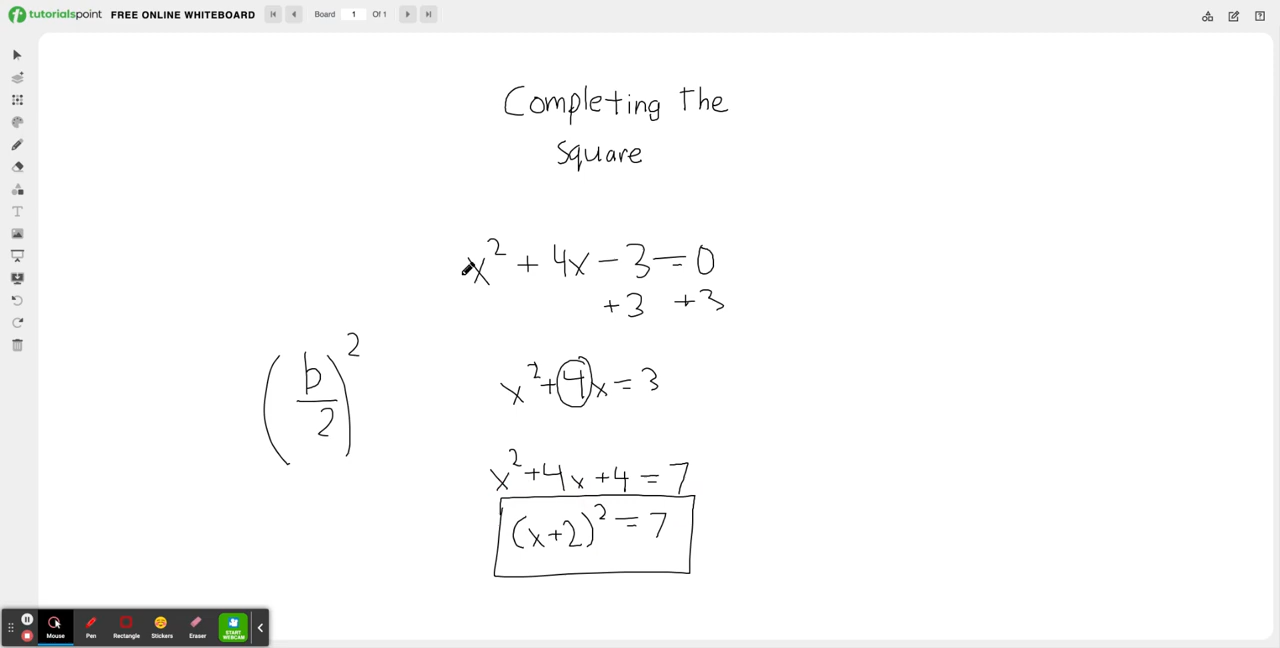 tutorialspoint FREE ONLINE WHITEBOARD Board 1 Of 1
Completing The
Square
x² + 4x - 3 = 0
+3 +3
(b/2)²
x² + 4x = 3
x² + 4x + 4 = 7
(x+2)² = 7
Mouse Pen Rectangle Stickers Eraser START WEBCAM